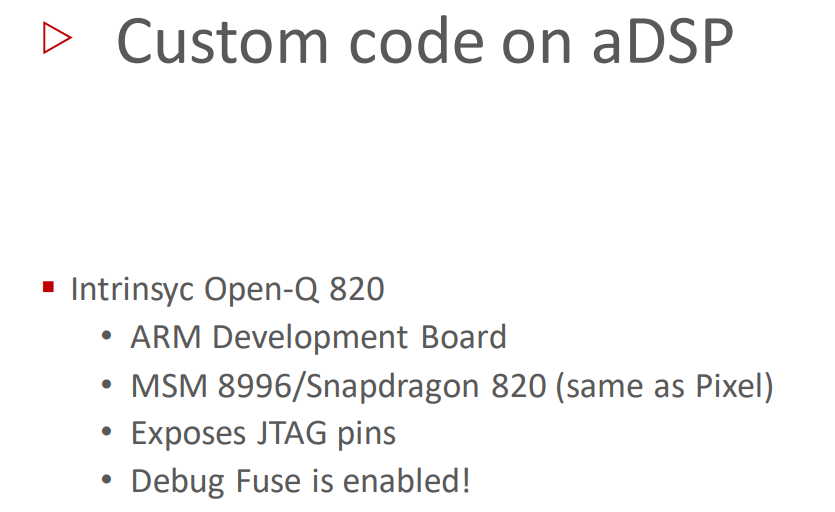 Custom code on aDSP
Intrinsyc Open-Q 820
ARM Development Board
MSM 8996/Snapdragon 820 (same as Pixel)
Exposes JTAG pins
Debug Fuse is enabled!